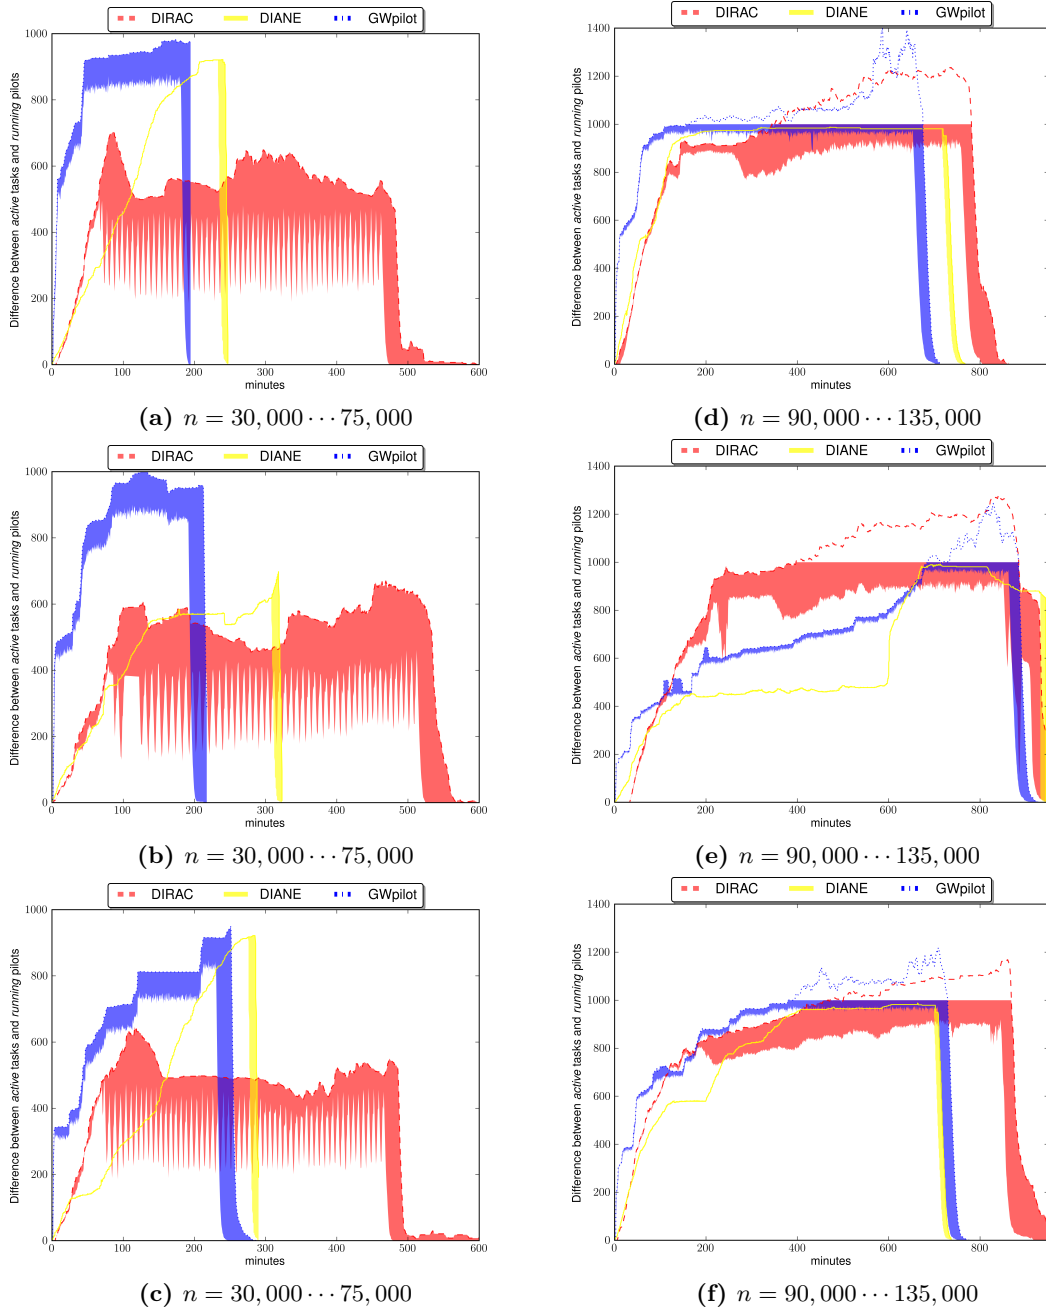 DIRAC DIANE GWpilot
1000
800
600
400
200
0
0 100 200 300 400 500 600
minutes
Difference between active tasks and running pilots
(a) n = 30,000 ··· 75,000
DIRAC DIANE GWpilot
1400
1200
1000
800
600
400
200
0
0 200 400 600 800
minutes
Difference between active tasks and running pilots
(d) n = 90,000 ··· 135,000
DIRAC DIANE GWpilot
1000
800
600
400
200
0
0 100 200 300 400 500 600
minutes
Difference between active tasks and running pilots
(b) n = 30,000 ··· 75,000
DIRAC DIANE GWpilot
1400
1200
1000
800
600
400
200
0
0 200 400 600 800
minutes
Difference between active tasks and running pilots
(e) n = 90,000 ··· 135,000
DIRAC DIANE GWpilot
1000
800
600
400
200
0
0 100 200 300 400 500 600
minutes
Difference between active tasks and running pilots
(c) n = 30,000 ··· 75,000
DIRAC DIANE GWpilot
1400
1200
1000
800
600
400
200
0
0 200 400 600 800
minutes
Difference between active tasks and running pilots
(f) n = 90,000 ··· 135,000